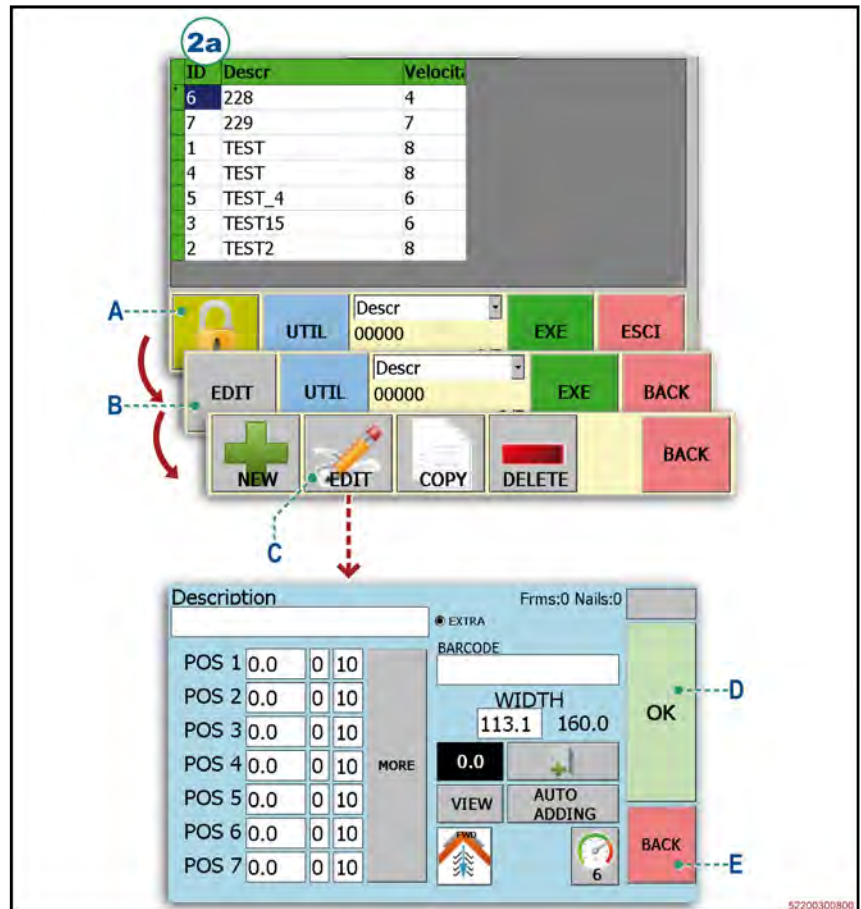 2a
ID Descr Velocita
6 228 4
7 229 7
1 TEST 8
4 TEST 8
5 TEST_4 6
3 TEST15 6
2 TEST2 8
A
UTIL Descr 00000 EXE ESCI
B
EDIT UTIL Descr 00000 EXE BACK
NEW EDIT COPY DELETE BACK
C
Description Frms:0 Nails:0
EXTRA
BARCODE
POS 1 0.0 0 10
POS 2 0.0 0 10
WIDTH
113.1 160.0
POS 3 0.0 0 10
POS 4 0.0 0 10
MORE
0.0
POS 5 0.0 0 10
VIEW AUTO ADDING
POS 6 0.0 0 10
POS 7 0.0 0 10
FWD
6
OK
D
BACK
E
52200300800